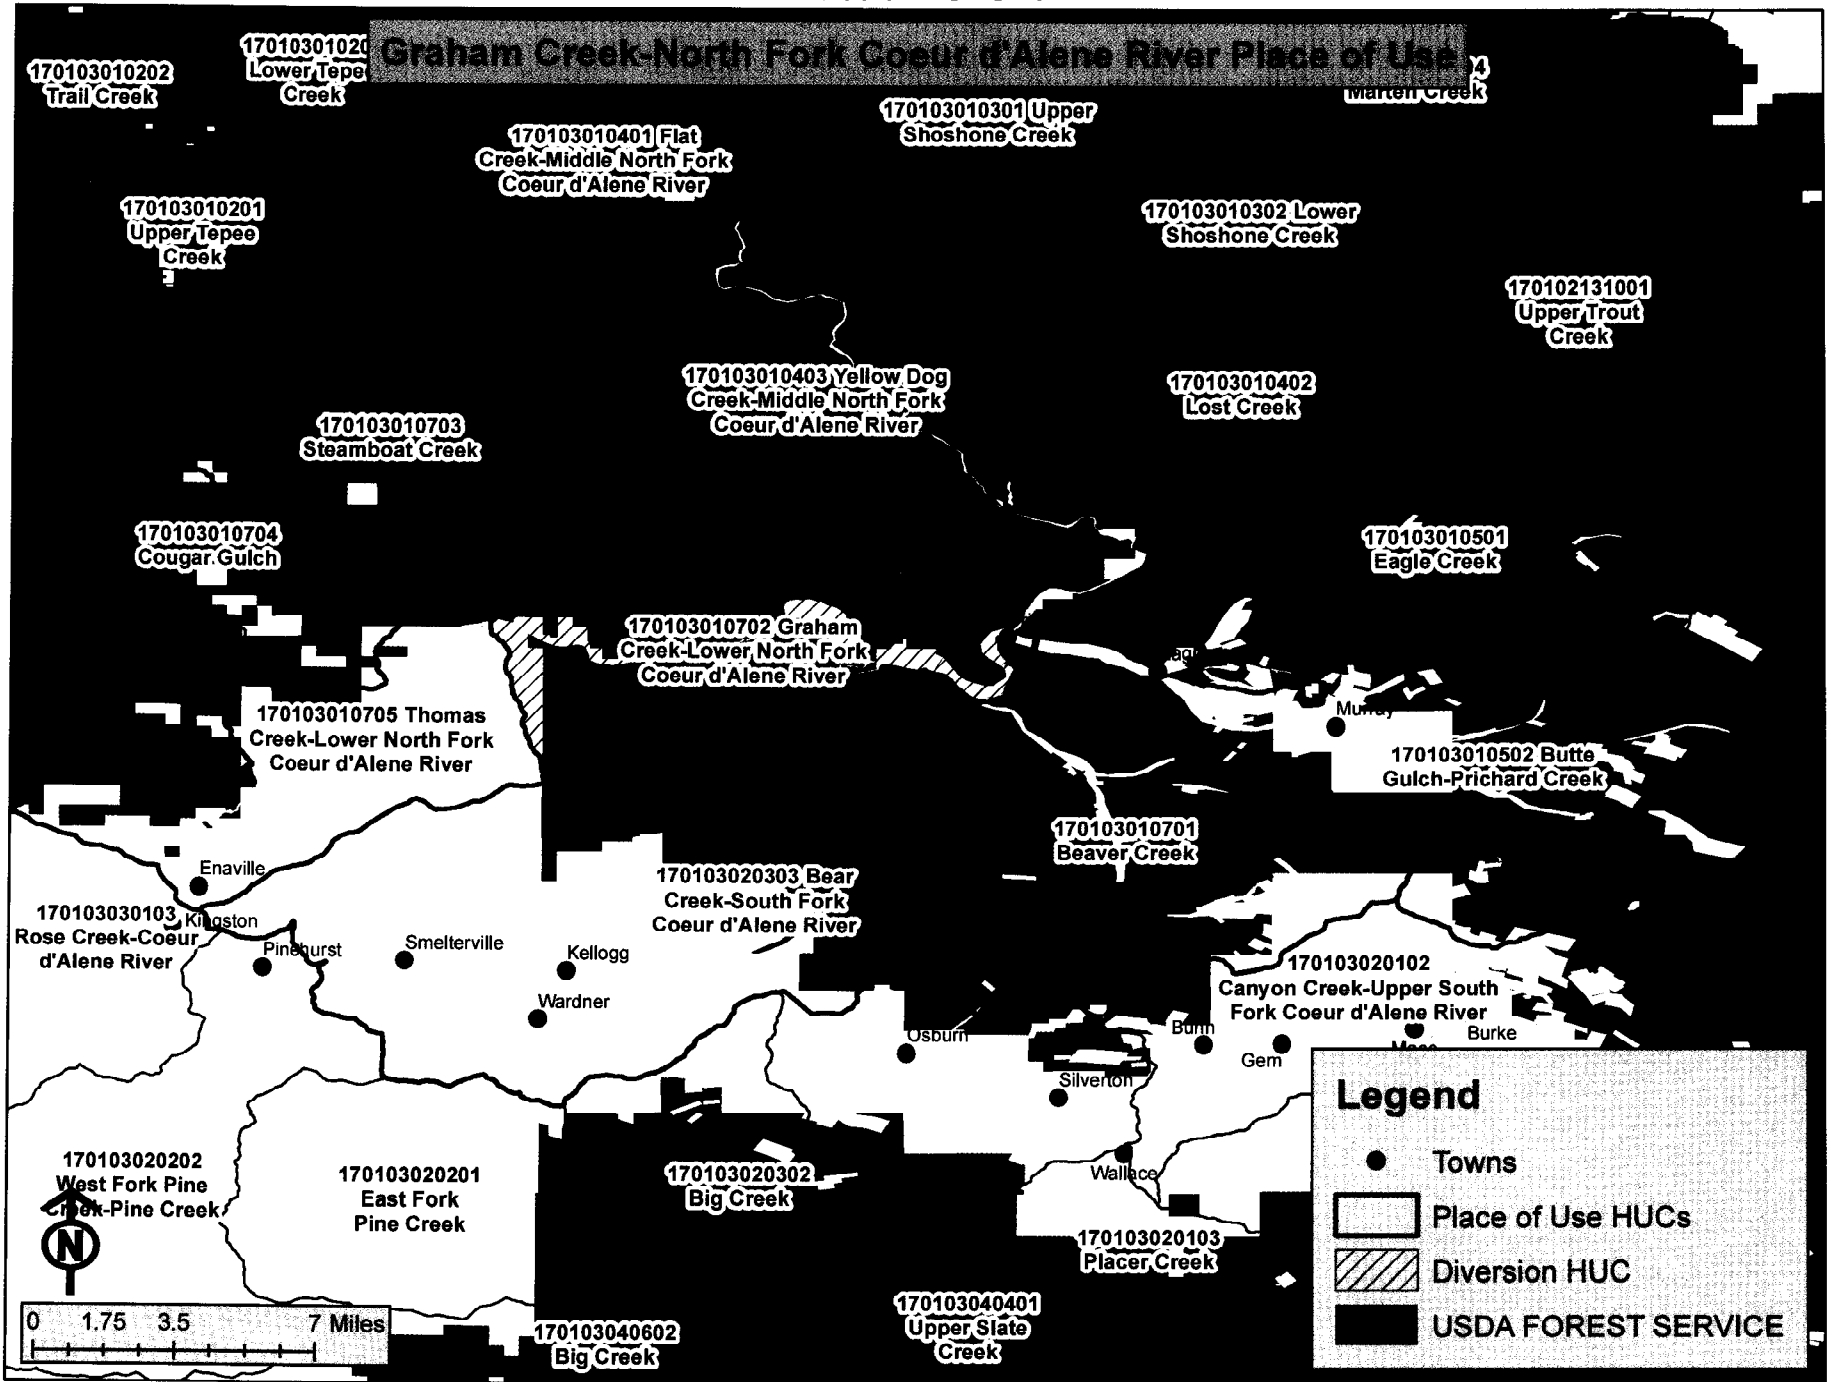 Graham Creek-North Fork Coeur d'Alene River Place of Use
170103010202
Trail Creek
Creek
Marten Creek
170103010301 Upper
Shoshone Creek
170103010401 Flat
Creek-Middle North Fork
Coeur d'Alene River
170103010201
Upper Tepee
Creek
170103010302 Lower
Shoshone Creek
170102131001
Upper Trout
Creek
170103010403 Yellow Dog
Creek-Middle North Fork
Coeur d'Alene River
170103010402
Lost Creek
170103010703
Steamboat Creek
170103010704
Cougar Gulch
170103010501
Eagle Creek
170103010702 Graham
Creek-Lower North Fork
Coeur d'Alene River
170103010705 Thomas
Creek-Lower North Fork
Coeur d'Alene River
Murray
170103010502 Butte
Gulch-Prichard Creek
170103010701
Beaver Creek
Enaville
170103020303 Bear
Creek-South Fork
Coeur d'Alene River
170103030103
Rose Creek-Coeur
d'Alene River
Kingston
Pinehurst
Smelterville
Kellogg
Wardner
170103020102
Canyon Creek-Upper South
Fork Coeur d'Alene River
Osburn
Burke
Gem
Silverton
Wallace
170103020202
West Fork Pine
Creek-Pine Creek
170103020201
East Fork
Pine Creek
170103020302
Big Creek
170103020103
Placer Creek
170103040401
Upper Slate
Creek
170103040602
Big Creek
N
0 1.75 3.5 7 Miles
Legend
Towns
Place of Use HUCs
Diversion HUC
USDA FOREST SERVICE